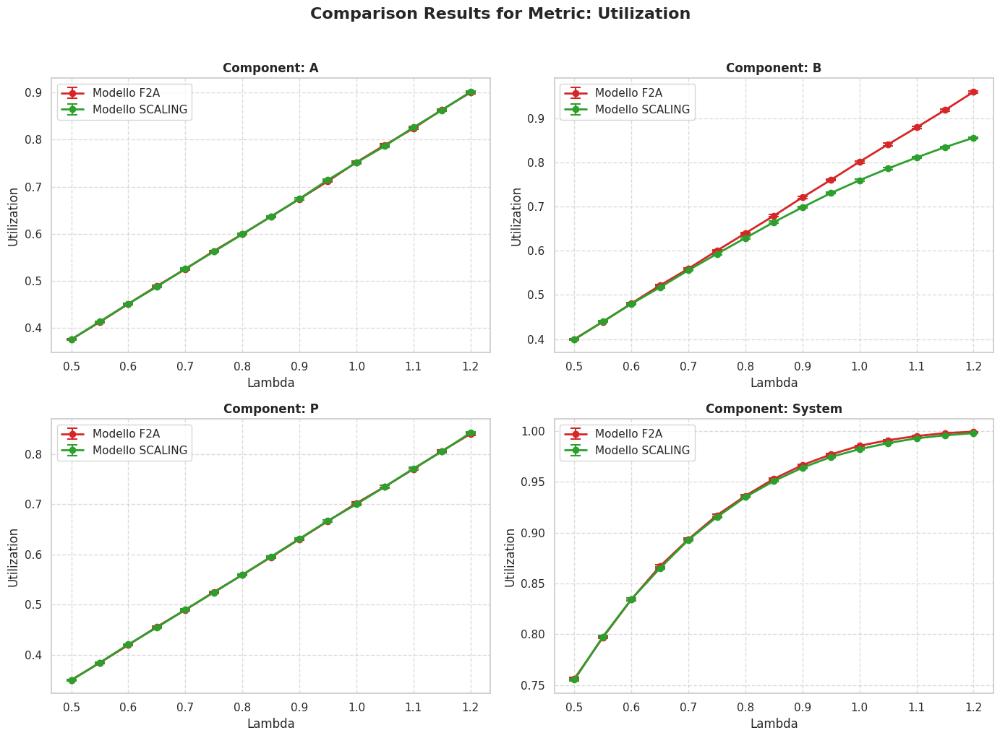 Comparison Results for Metric: Utilization
Component: A
Modello F2A
Modello SCALING
Utilization
0.9
0.8
0.7
0.6
0.5
0.4
0.5 0.6 0.7 0.8 0.9 1.0 1.1 1.2
Lambda
Component: B
Modello F2A
Modello SCALING
Utilization
0.9
0.8
0.7
0.6
0.5
0.4
0.5 0.6 0.7 0.8 0.9 1.0 1.1 1.2
Lambda
Component: P
Modello F2A
Modello SCALING
Utilization
0.8
0.7
0.6
0.5
0.4
0.5 0.6 0.7 0.8 0.9 1.0 1.1 1.2
Lambda
Component: System
Modello F2A
Modello SCALING
Utilization
1.00
0.95
0.90
0.85
0.80
0.75
0.5 0.6 0.7 0.8 0.9 1.0 1.1 1.2
Lambda